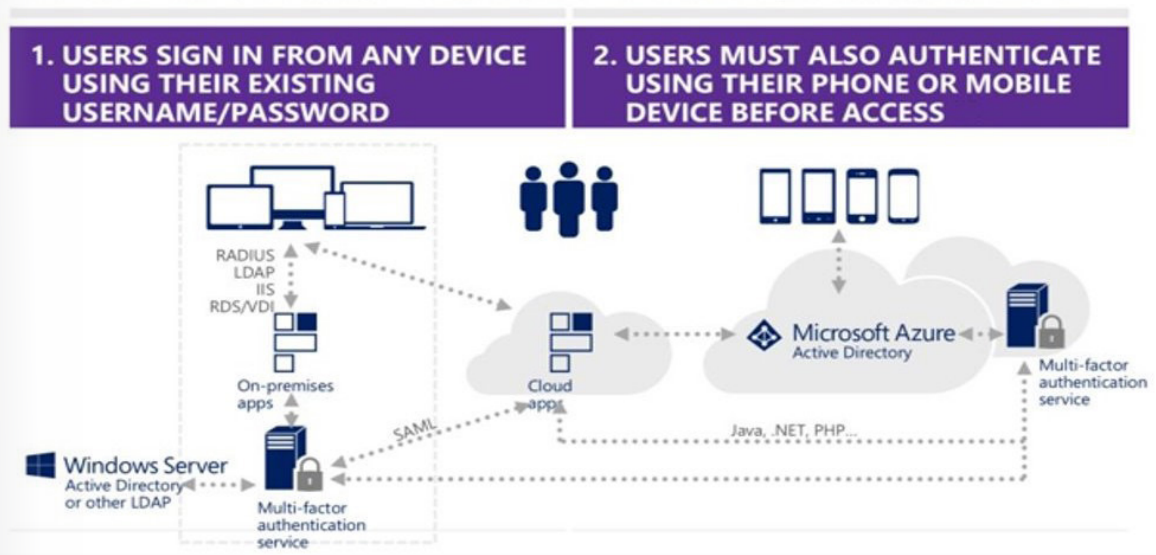 1. USERS SIGN IN FROM ANY DEVICE
USING THEIR EXISTING
USERNAME/PASSWORD
2. USERS MUST ALSO AUTHENTICATE
USING THEIR PHONE OR MOBILE
DEVICE BEFORE ACCESS
RADIUS
LDAP
IIS
RDS/VDI
On-premises
apps
Cloud
apps
Microsoft Azure
Active Directory
Multi-factor
authentication
service
SAML
Java, .NET, PHP...
Windows Server
Active Directory
or other LDAP
Multi-factor
authentication
service